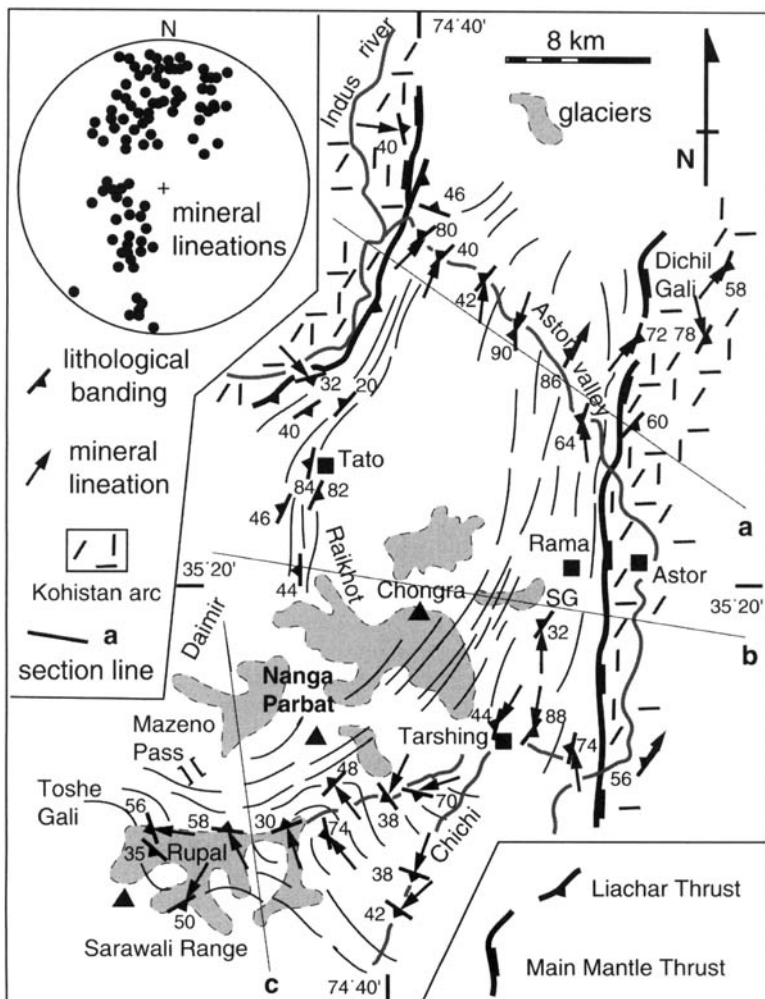 N
mineral
lineations
lithological
banding
mineral
lineation
Kohistan arc
a
section line
Indus river
74°40'
8 km
glaciers
N
40
46
80
40
42
90
86
64
Astor valley
Dichil
Gali
58
72
78
60
32
20
40
Tato
84
82
46
44
35°20'
Raikhot
Chongra
Rama
Astor
SG
35°20'
a
b
32
Daimir
Nanga
Parbat
Mazeno
Pass
Toshe
Gali
Tarshing
44
88
74
56
48
70
38
56
58
30
74
35
Rupal
50
38
42
Chichi
Sarawali Range
c
74°40'
Liachar Thrust
Main Mantle Thrust